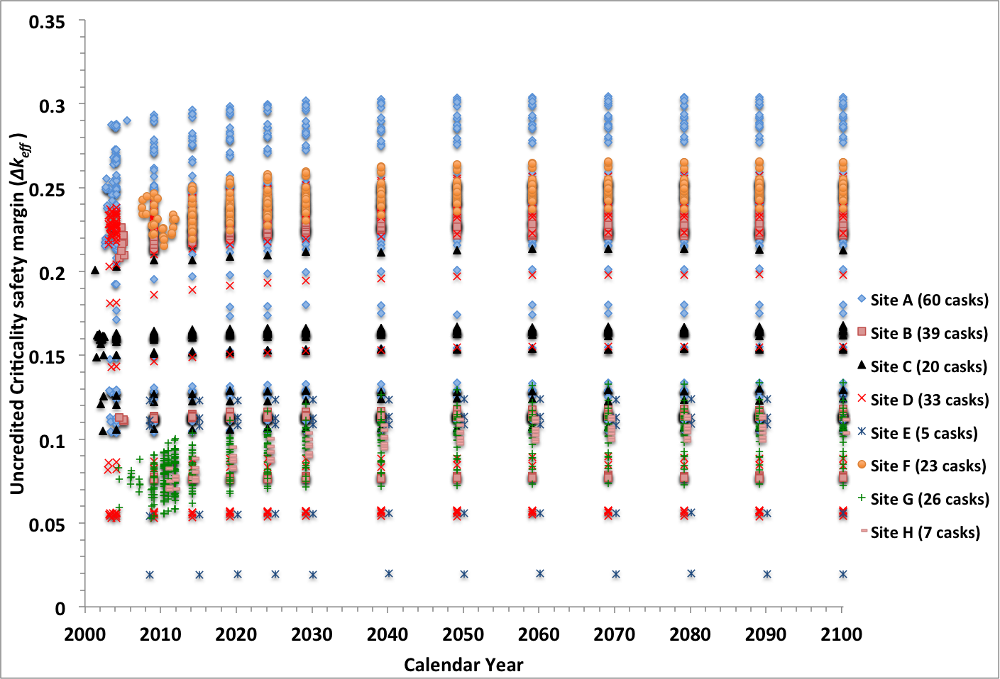 0.35
0.3
0.25
0.2
0.15
0.1
0.05
0
Uncredited Criticality safety margin (Δkeff)
2000 2010 2020 2030 2040 2050 2060 2070 2080 2090 2100
Calendar Year
Site A (60 casks)
Site B (39 casks)
Site C (20 casks)
Site D (33 casks)
Site E (5 casks)
Site F (23 casks)
Site G (26 casks)
Site H (7 casks)